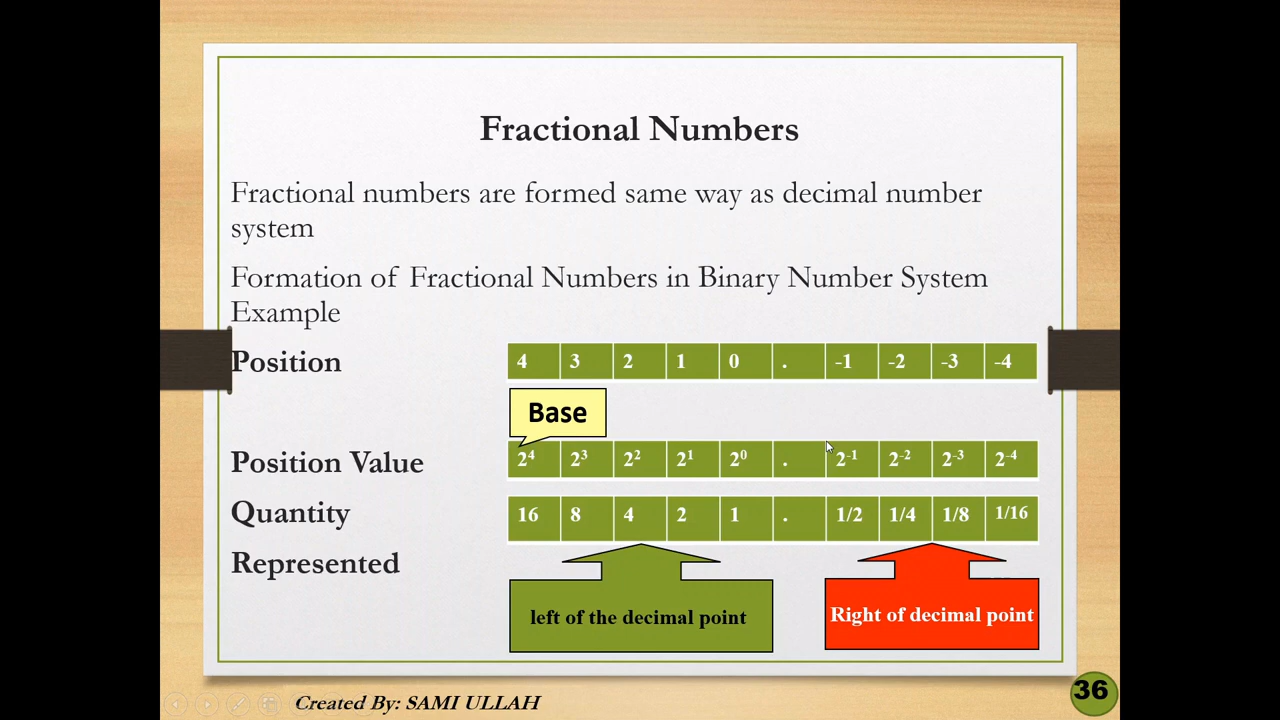 Fractional Numbers
Fractional numbers are formed same way as decimal number
system
Formation of Fractional Numbers in Binary Number System
Example
Position 4 3 2 1 0 . -1 -2 -3 -4
Base
Position Value 2⁴ 2³ 2² 2¹ 2⁰ . 2⁻¹ 2⁻² 2⁻³ 2⁻⁴
Quantity 16 8 4 2 1 . 1/2 1/4 1/8 1/16
Represented
left of the decimal point
Right of decimal point
Created By: SAMI ULLAH
36